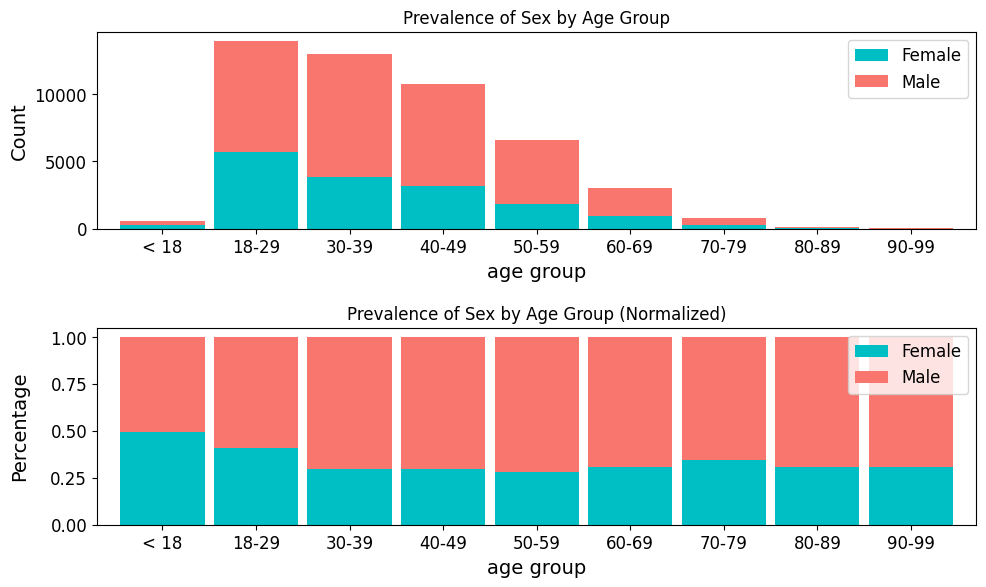 Prevalence of Sex by Age Group
Count
10000
5000
0
Female
Male
< 18 18-29 30-39 40-49 50-59 60-69 70-79 80-89 90-99
age group
Prevalence of Sex by Age Group (Normalized)
Percentage
1.00
0.75
0.50
0.25
0.00
Female
Male
< 18 18-29 30-39 40-49 50-59 60-69 70-79 80-89 90-99
age group